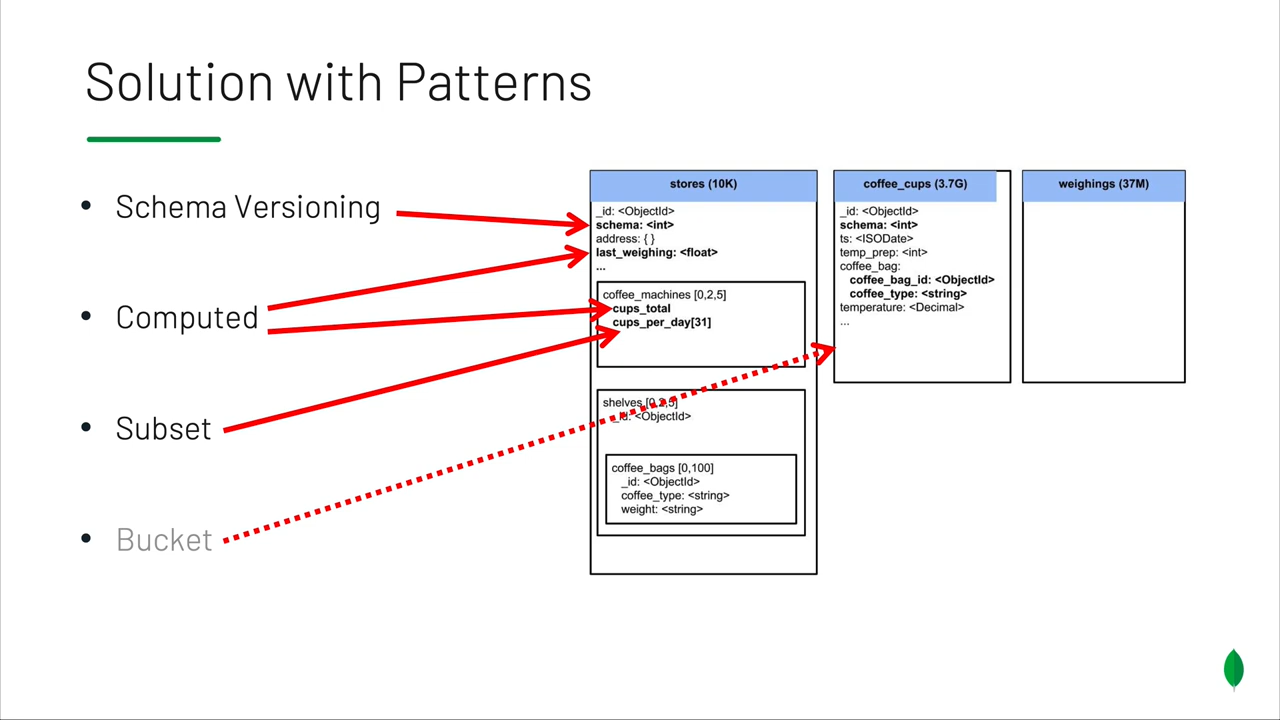 Solution with Patterns
• Schema Versioning
• Computed
• Subset
• Bucket
stores (10K)
_id: <ObjectId>
schema: <int>
address: { }
last_weighing: <float>
...
coffee_machines [0,2,5]
cups_total
cups_per_day[31]
shelves [0,2,5]
_id: <ObjectId>
coffee_bags [0,100]
_id: <ObjectId>
coffee_type: <string>
weight: <string>
coffee_cups (3.7G)
_id: <ObjectId>
schema: <int>
ts: <ISODate>
temp_prep: <int>
coffee_bag:
coffee_bag_id: <ObjectId>
coffee_type: <string>
temperature: <Decimal>
...
weighings (37M)